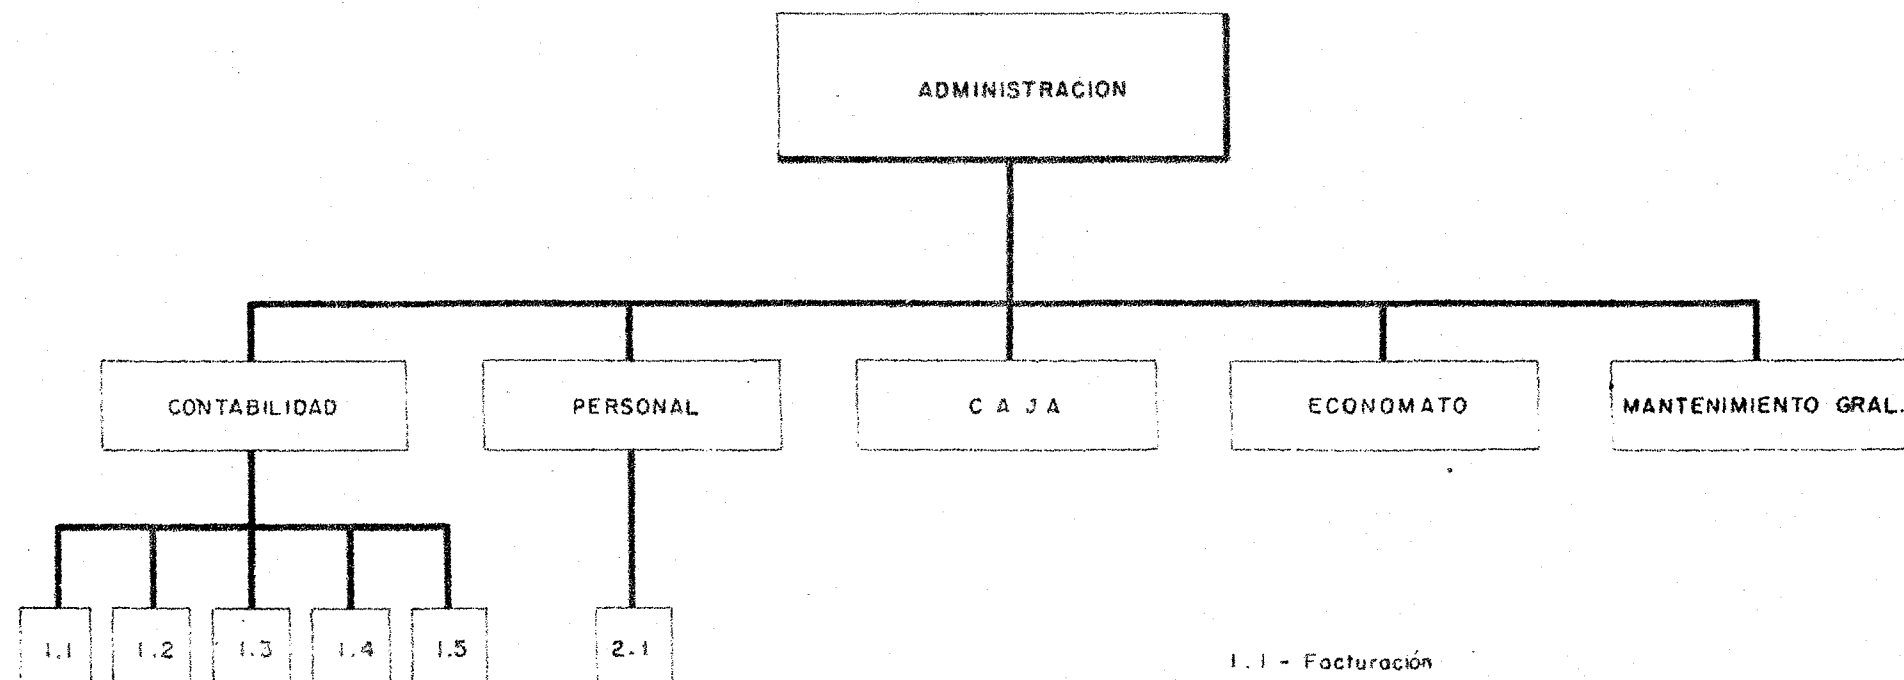 ADMINISTRACION
CONTABILIDAD
PERSONAL
C A J A
ECONOMATO
MANTENIMIENTO GRAL.
1.1
1.2
1.3
1.4
1.5
2.1
1.1 - Facturación